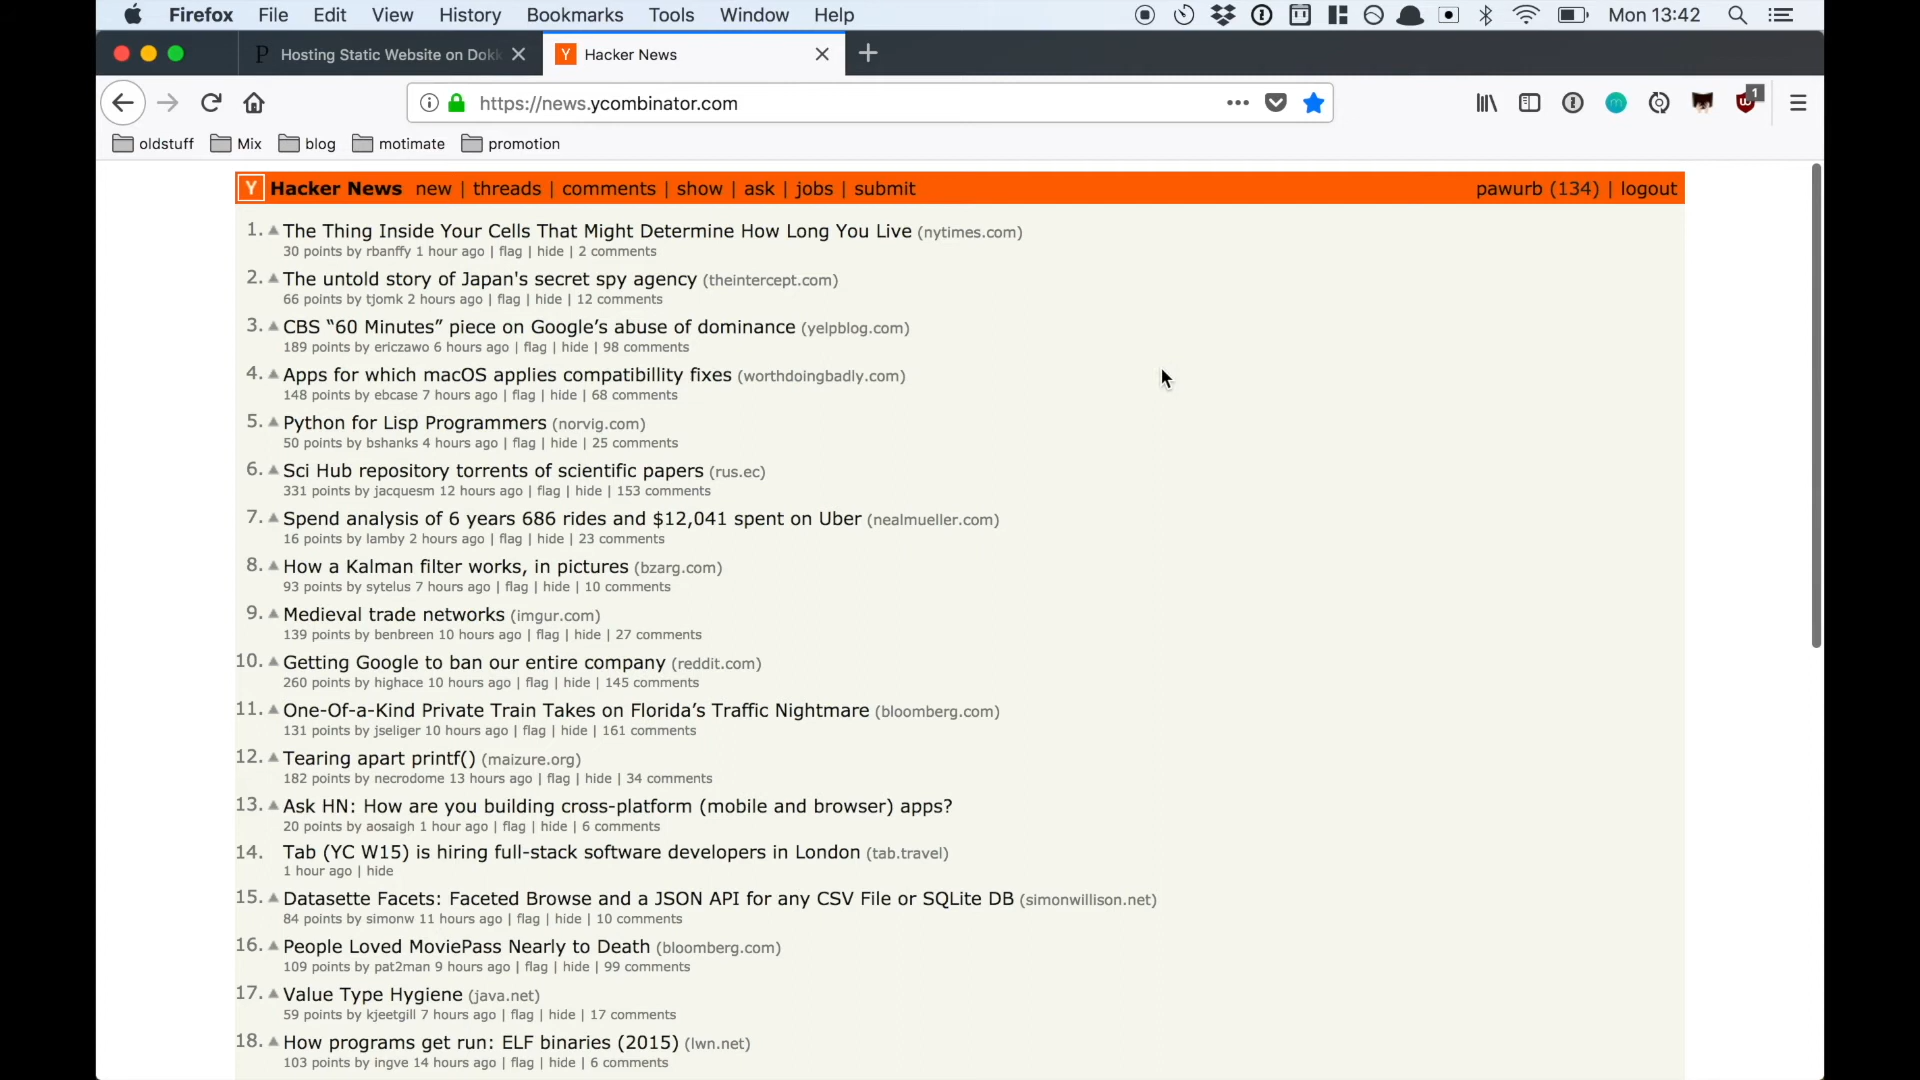 Firefox File Edit View History Bookmarks Tools Window Help Mon 13:42
P Hosting Static Website on Dokk Y Hacker News
https://news.ycombinator.com 1
oldstuff Mix blog motimate promotion
Y Hacker News new | threads | comments | show | ask | jobs | submit pawurb (134) | logout
1. The Thing Inside Your Cells That Might Determine How Long You Live (nytimes.com)
30 points by rbanffy 1 hour ago | flag | hide | 2 comments
2. The untold story of Japan's secret spy agency (theintercept.com)
66 points by tjomk 2 hours ago | flag | hide | 12 comments
3. CBS “60 Minutes” piece on Google’s abuse of dominance (yelpblog.com)
189 points by ericzawo 6 hours ago | flag | hide | 98 comments
4. Apps for which macOS applies compatibillity fixes (worthdoingbadly.com)
148 points by ebcase 7 hours ago | flag | hide | 68 comments
5. Python for Lisp Programmers (norvig.com)
50 points by bshanks 4 hours ago | flag | hide | 25 comments
6. Sci Hub repository torrents of scientific papers (rus.ec)
331 points by jacquesm 12 hours ago | flag | hide | 153 comments
7. Spend analysis of 6 years 686 rides and $12,041 spent on Uber (nealmueller.com)
16 points by lamby 2 hours ago | flag | hide | 23 comments
8. How a Kalman filter works, in pictures (bzarg.com)
93 points by sytelus 7 hours ago | flag | hide | 10 comments
9. Medieval trade networks (imgur.com)
139 points by benbreen 10 hours ago | flag | hide | 27 comments
10. Getting Google to ban our entire company (reddit.com)
260 points by highace 10 hours ago | flag | hide | 145 comments
11. One-Of-a-Kind Private Train Takes on Florida’s Traffic Nightmare (bloomberg.com)
131 points by jseliger 10 hours ago | flag | hide | 161 comments
12. Tearing apart printf() (maizure.org)
182 points by necrodome 13 hours ago | flag | hide | 34 comments
13. Ask HN: How are you building cross-platform (mobile and browser) apps?
20 points by aosaigh 1 hour ago | flag | hide | 6 comments
14. Tab (YC W15) is hiring full-stack software developers in London (tab.travel)
1 hour ago | hide
15. Datasette Facets: Faceted Browse and a JSON API for any CSV File or SQLite DB (simonwillison.net)
84 points by simonw 11 hours ago | flag | hide | 10 comments
16. People Loved MoviePass Nearly to Death (bloomberg.com)
109 points by pat2man 9 hours ago | flag | hide | 99 comments
17. Value Type Hygiene (java.net)
59 points by kjeetgill 7 hours ago | flag | hide | 17 comments
18. How programs get run: ELF binaries (2015) (lwn.net)
103 points by ingve 14 hours ago | flag | hide | 6 comments